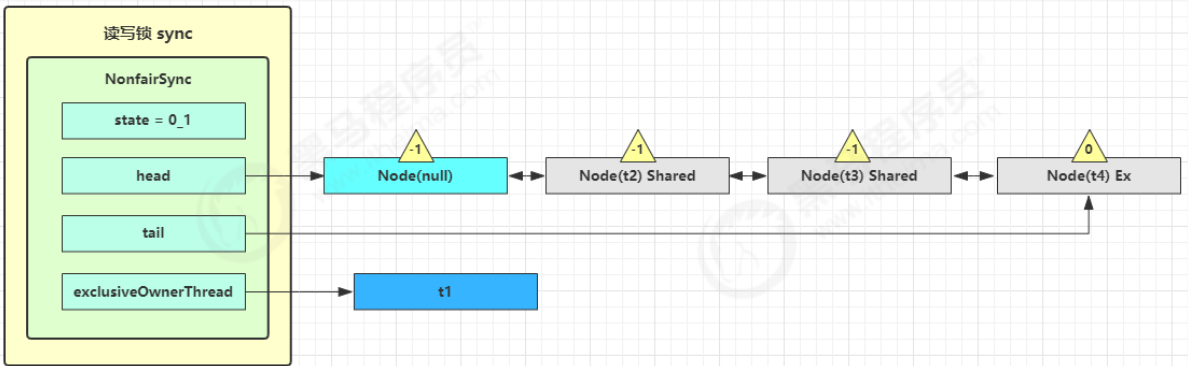 读写锁 sync
NonfairSync
state = 0_1
head
tail
exclusiveOwnerThread
-1
Node(null)
-1
Node(t2) Shared
-1
Node(t3) Shared
0
Node(t4) Ex
t1
黑马程序员
黑马程序员